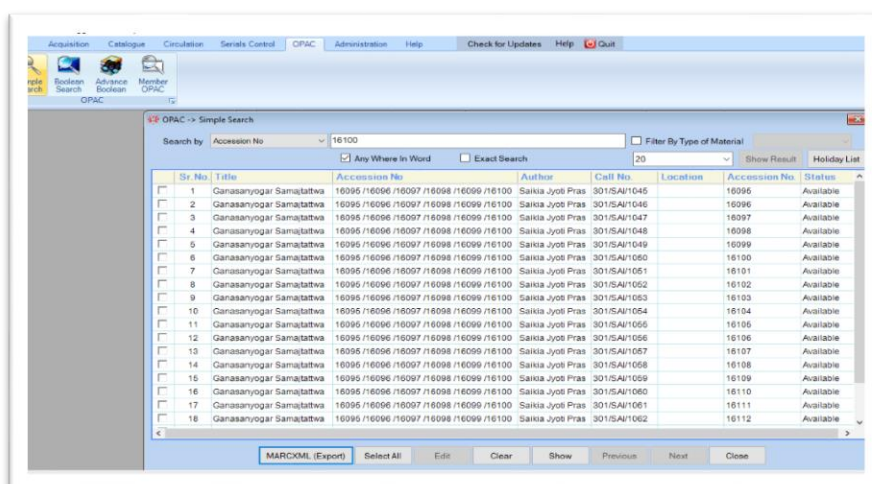 Acquisition Catalogue Circulation Serials Control OPAC Administration Help Check for Updates Help Quit
Boolean Search Advance Boolean Member OPAC
OPAC
OPAC -> Simple Search
Search by Accession No 16100 Filter By Type of Material
Any Where In Word Exact Search 20 Show Result Holiday List
Sr.No. Title Accession No Author Call No. Location Accession No. Status
1 Ganasanyogar Samajtattwa 16095 /16096 /16097 /16098 /16099 /16100 Saikia Jyoti Pras 301/SAI/1045 16095 Available
2 Ganasanyogar Samajtattwa 16095 /16096 /16097 /16098 /16099 /16100 Saikia Jyoti Pras 301/SAI/1046 16096 Available
3 Ganasanyogar Samajtattwa 16095 /16096 /16097 /16098 /16099 /16100 Saikia Jyoti Pras 301/SAI/1047 16097 Available
4 Ganasanyogar Samajtattwa 16095 /16096 /16097 /16098 /16099 /16100 Saikia Jyoti Pras 301/SAI/1048 16098 Available
5 Ganasanyogar Samajtattwa 16095 /16096 /16097 /16098 /16099 /16100 Saikia Jyoti Pras 301/SAI/1049 16099 Available
6 Ganasanyogar Samajtattwa 16095 /16096 /16097 /16098 /16099 /16100 Saikia Jyoti Pras 301/SAI/1050 16100 Available
7 Ganasanyogar Samajtattwa 16095 /16096 /16097 /16098 /16099 /16100 Saikia Jyoti Pras 301/SAI/1051 16101 Available
8 Ganasanyogar Samajtattwa 16095 /16096 /16097 /16098 /16099 /16100 Saikia Jyoti Pras 301/SAI/1052 16102 Available
9 Ganasanyogar Samajtattwa 16095 /16096 /16097 /16098 /16099 /16100 Saikia Jyoti Pras 301/SAI/1053 16103 Available
10 Ganasanyogar Samajtattwa 16095 /16096 /16097 /16098 /16099 /16100 Saikia Jyoti Pras 301/SAI/1054 16104 Available
11 Ganasanyogar Samajtattwa 16095 /16096 /16097 /16098 /16099 /16100 Saikia Jyoti Pras 301/SAI/1055 16105 Available
12 Ganasanyogar Samajtattwa 16095 /16096 /16097 /16098 /16099 /16100 Saikia Jyoti Pras 301/SAI/1056 16106 Available
13 Ganasanyogar Samajtattwa 16095 /16096 /16097 /16098 /16099 /16100 Saikia Jyoti Pras 301/SAI/1057 16107 Available
14 Ganasanyogar Samajtattwa 16095 /16096 /16097 /16098 /16099 /16100 Saikia Jyoti Pras 301/SAI/1058 16108 Available
15 Ganasanyogar Samajtattwa 16095 /16096 /16097 /16098 /16099 /16100 Saikia Jyoti Pras 301/SAI/1059 16109 Available
16 Ganasanyogar Samajtattwa 16095 /16096 /16097 /16098 /16099 /16100 Saikia Jyoti Pras 301/SAI/1060 16110 Available
17 Ganasanyogar Samajtattwa 16095 /16096 /16097 /16098 /16099 /16100 Saikia Jyoti Pras 301/SAI/1061 16111 Available
18 Ganasanyogar Samajtattwa 16095 /16096 /16097 /16098 /16099 /16100 Saikia Jyoti Pras 301/SAI/1062 16112 Available
MARCXML (Export) Select All Edit Clear Show Previous Next Close